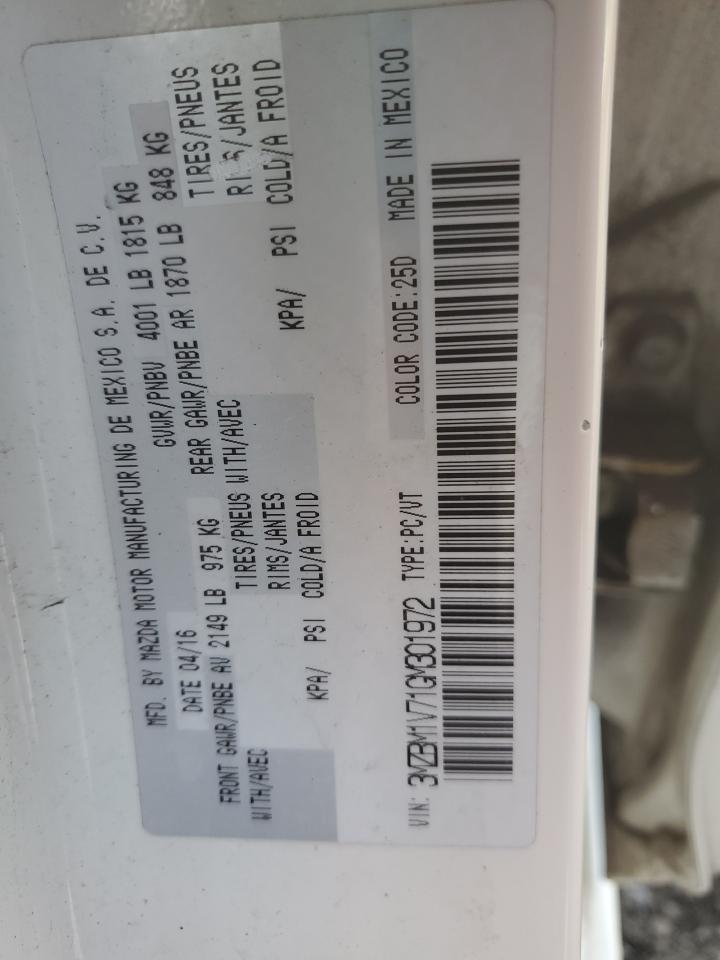 MFD. BY MAZDA MOTOR MANUFACTURING DE MEXICO S.A. DE C.V.
DATE 04/16 GVWR/PNBV 4001 LB 1815 KG
FRONT GAWR/PNBE AV 2149 LB 975 KG REAR GAWR/PNBE AR 1870 LB 848 KG
WITH/AVEC TIRES/PNEUS WITH/AVEC TIRES/PNEUS
RIMS/JANTES RIMS/JANTES
KPA/ PSI COLD/A FROID KPA/ PSI COLD/A FROID
VIN: 3MZBM1V71GM301972 TYPE:PC/VT COLOR CODE:25D MADE IN MEXICO